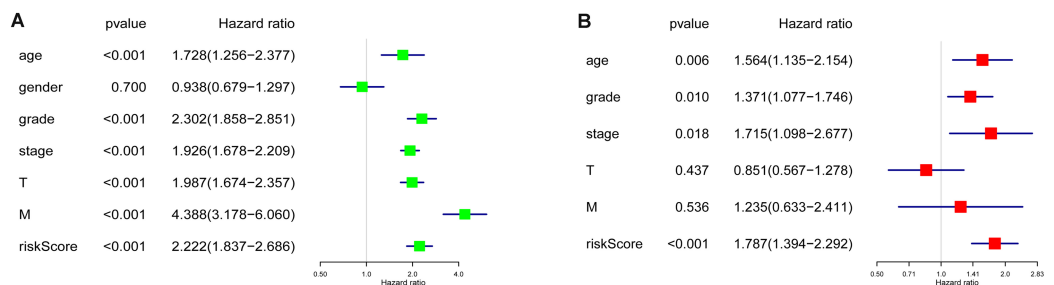 A
pvalue Hazard ratio
age <0.001 1.728(1.256−2.377)
gender 0.700 0.938(0.679−1.297)
grade <0.001 2.302(1.858−2.851)
stage <0.001 1.926(1.678−2.209)
T <0.001 1.987(1.674−2.357)
M <0.001 4.388(3.178−6.060)
riskScore <0.001 2.222(1.837−2.686)
0.50 1.0 2.0 4.0
Hazard ratio
B
pvalue Hazard ratio
age 0.006 1.564(1.135−2.154)
grade 0.010 1.371(1.077−1.746)
stage 0.018 1.715(1.098−2.677)
T 0.437 0.851(0.567−1.278)
M 0.536 1.235(0.633−2.411)
riskScore <0.001 1.787(1.394−2.292)
0.50 0.71 1.0 1.41 2.0 2.83
Hazard ratio